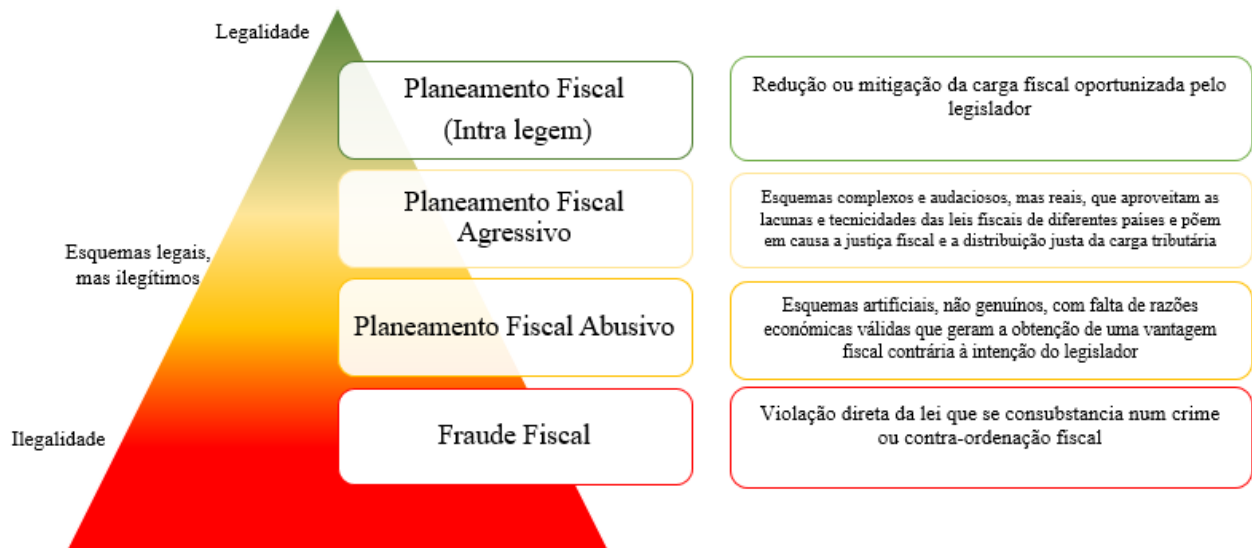 Legalidade
Planeamento Fiscal
(Intra legem)
Redução ou mitigação da carga fiscal oportunizada pelo
legislador
Planeamento Fiscal
Agressivo
Esquemas complexos e audaciosos, mas reais, que aproveitam as
lacunas e tecnicidades das leis fiscais de diferentes países e põem
em causa a justiça fiscal e a distribuição justa da carga tributária
Esquemas legais,
mas ilegítimos
Planeamento Fiscal Abusivo
Esquemas artificiais, não genuínos, com falta de razões
económicas válidas que geram a obtenção de uma vantagem
fiscal contrária à intenção do legislador
Ilegalidade
Fraude Fiscal
Violação direta da lei que se consubstancia num crime
ou contra-ordenação fiscal